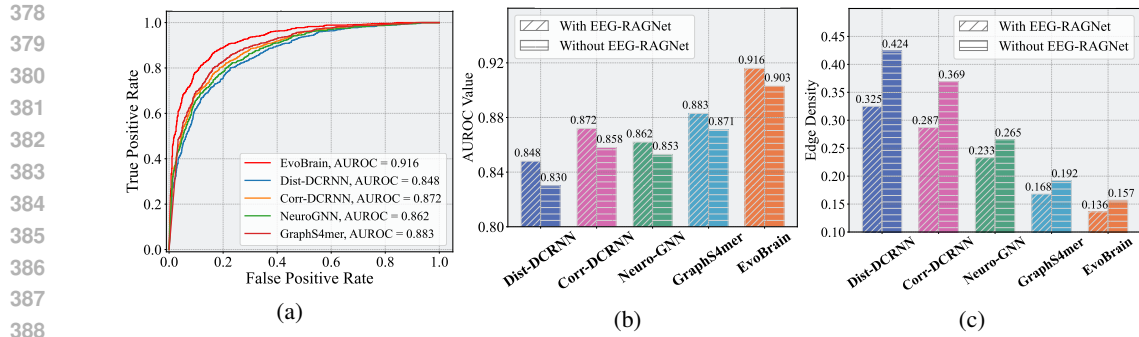 378
379
380
381
382
383
384
385
386
387
388
1.0
0.8
0.6
0.4
0.2
0.0
True Positive Rate
EvoBrain, AUROC = 0.916
Dist-DCRNN, AUROC = 0.848
Corr-DCRNN, AUROC = 0.872
NeuroGNN, AUROC = 0.862
GraphS4mer, AUROC = 0.883
0.0 0.2 0.4 0.6 0.8 1.0
False Positive Rate
(a)
With EEG-RAGNet
Without EEG-RAGNet
0.92
0.88
0.84
0.80
AUROC Value
0.848 0.830 0.872 0.858 0.862 0.853 0.883 0.871 0.916 0.903
Dist-DCRNN Corr-DCRNN Neuro-GNN GraphS4mer EvoBrain
(b)
With EEG-RAGNet
Without EEG-RAGNet
0.45
0.40
0.35
0.30
0.25
0.20
0.15
0.10
Edge Density
0.325 0.424 0.287 0.369 0.233 0.265 0.168 0.192 0.136 0.157
Dist-DCRNN Corr-DCRNN Neuro-GNN GraphS4mer EvoBrain
(c)